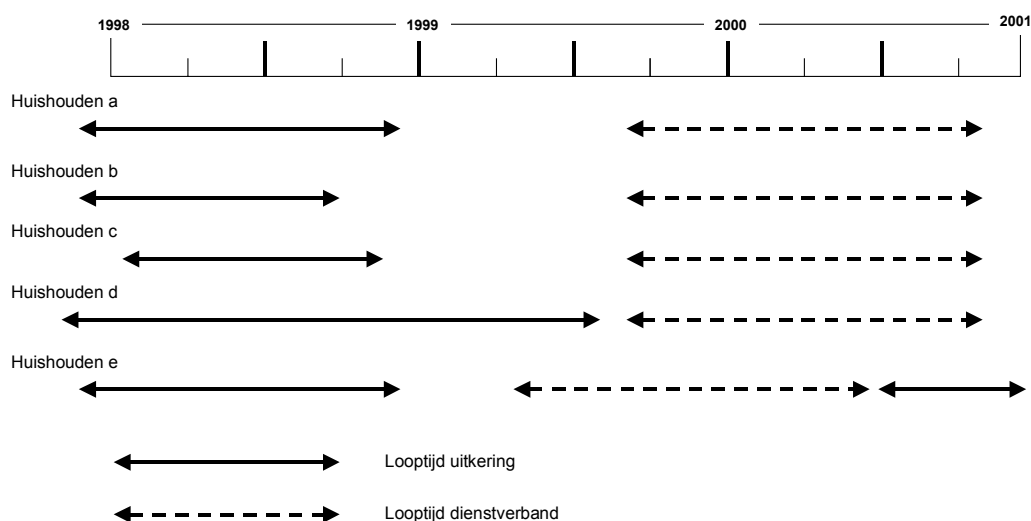 1998 1999 2000 2001
Huishouden a
Huishouden b
Huishouden c
Huishouden d
Huishouden e
Looptijd uitkering
Looptijd dienstverband